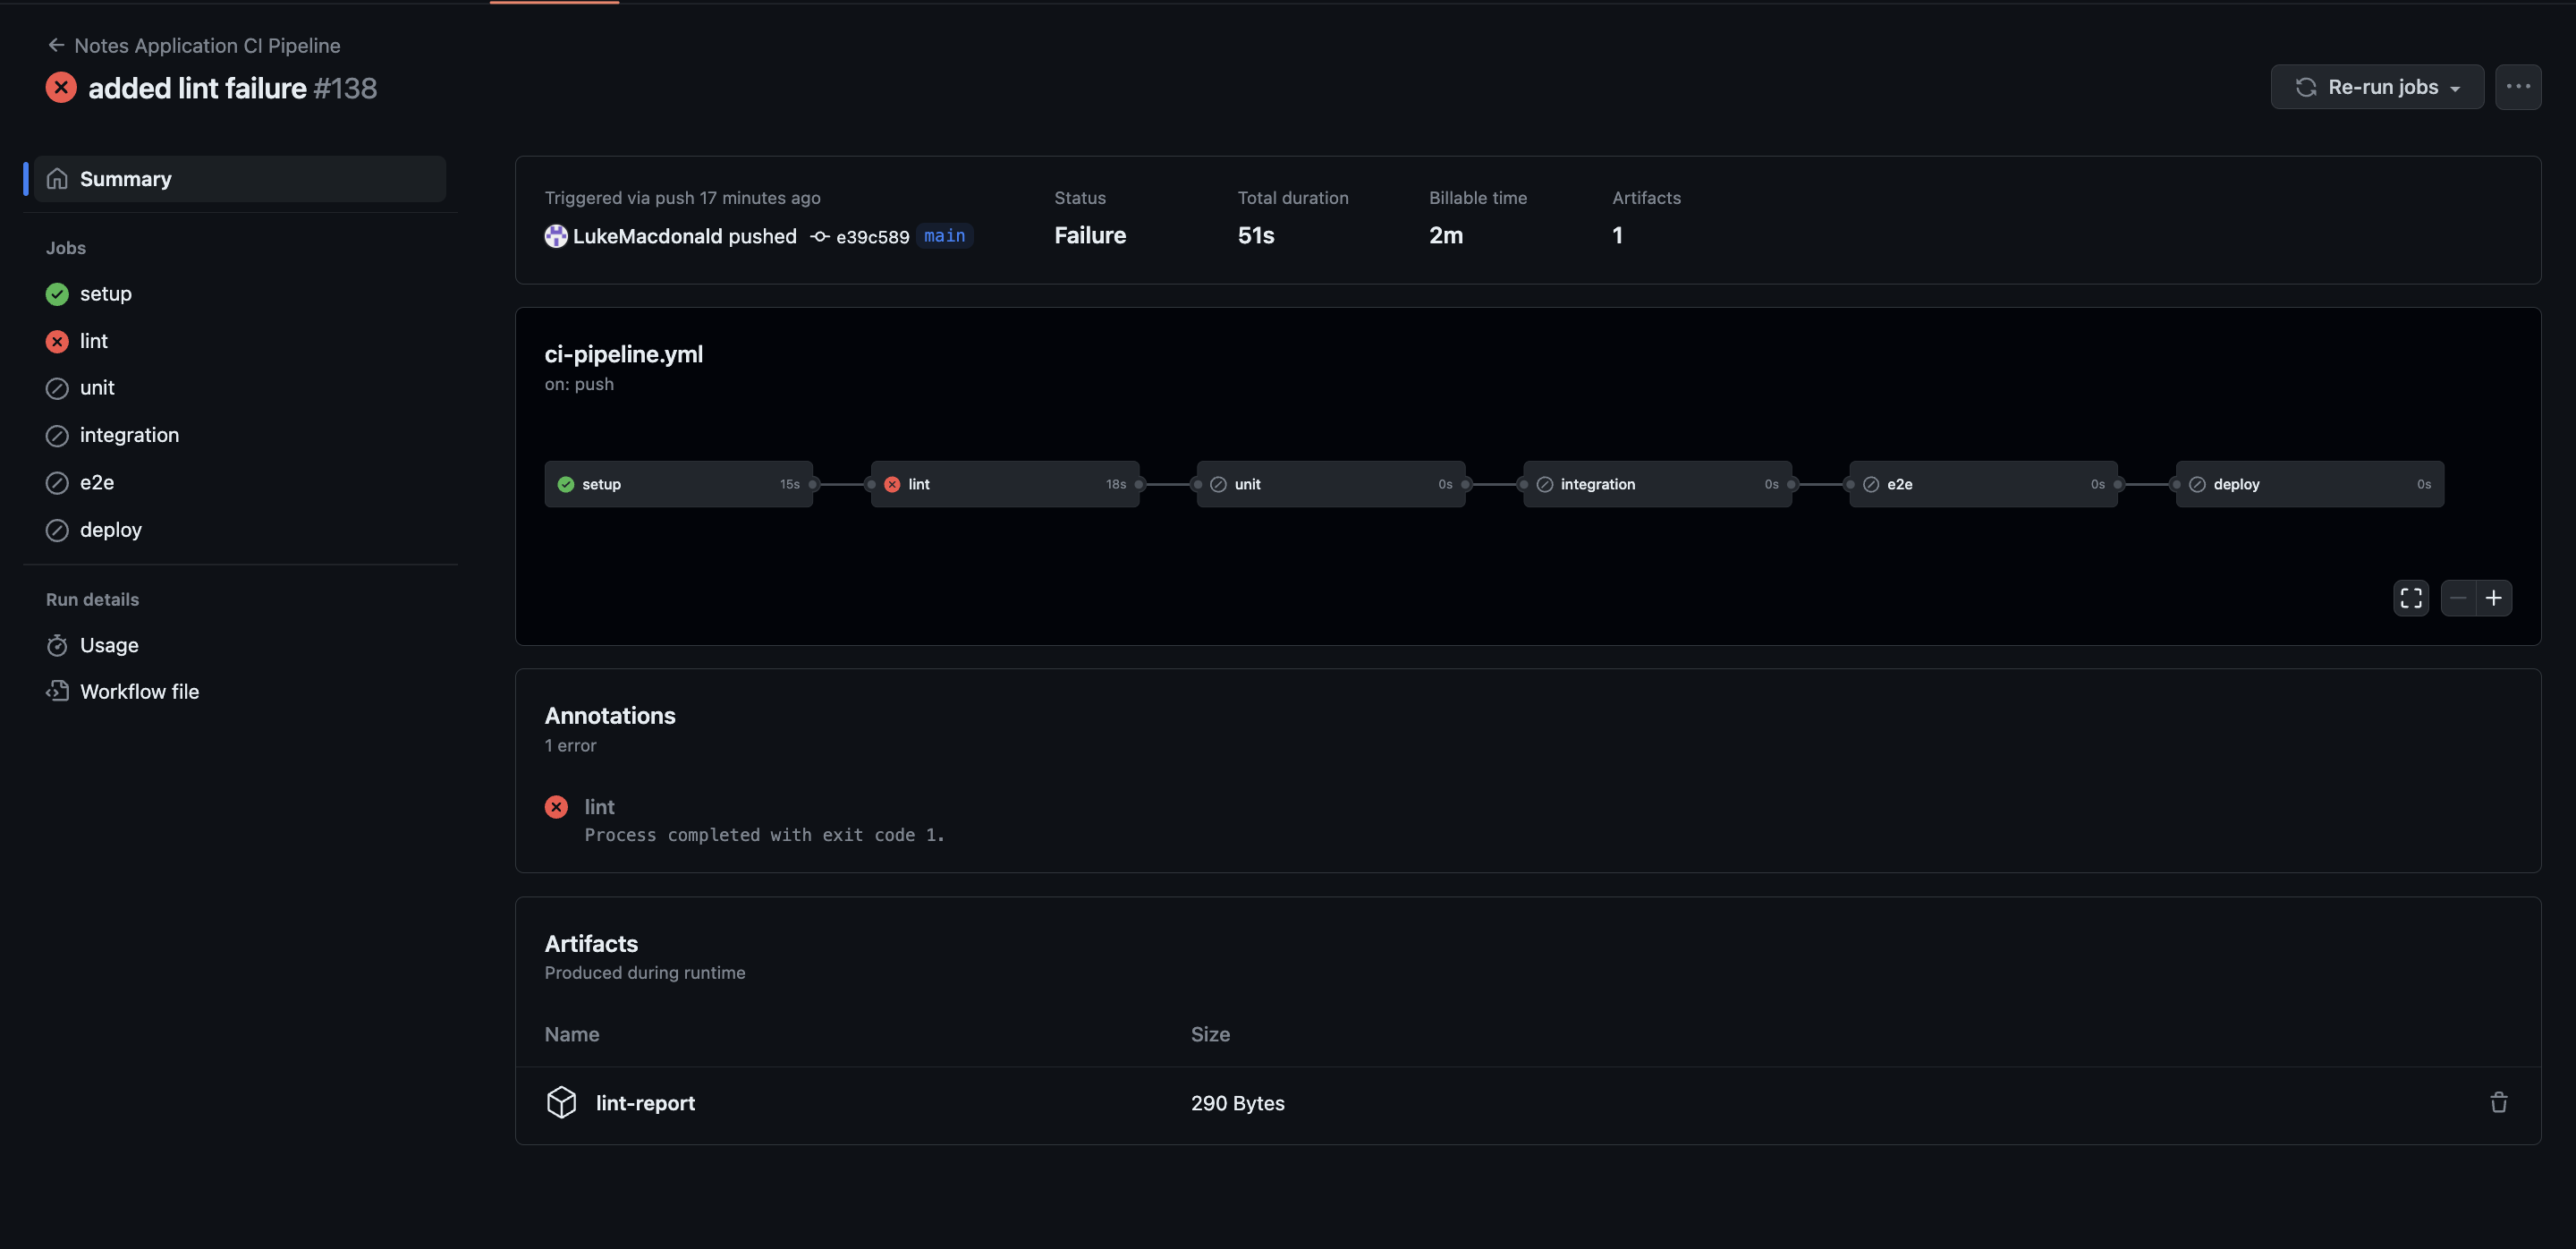 Notes Application CI Pipeline
added lint failure #138
Re-run jobs
Summary
Jobs
setup
lint
unit
integration
e2e
deploy
Run details
Usage
Workflow file
Triggered via push 17 minutes ago
LukeMacdonald pushed e39c589 main
Status
Failure
Total duration
51s
Billable time
2m
Artifacts
1
ci-pipeline.yml
on: push
setup 15s
lint 18s
unit 0s
integration 0s
e2e 0s
deploy 0s
Annotations
1 error
lint
Process completed with exit code 1.
Artifacts
Produced during runtime
Name Size
lint-report 290 Bytes